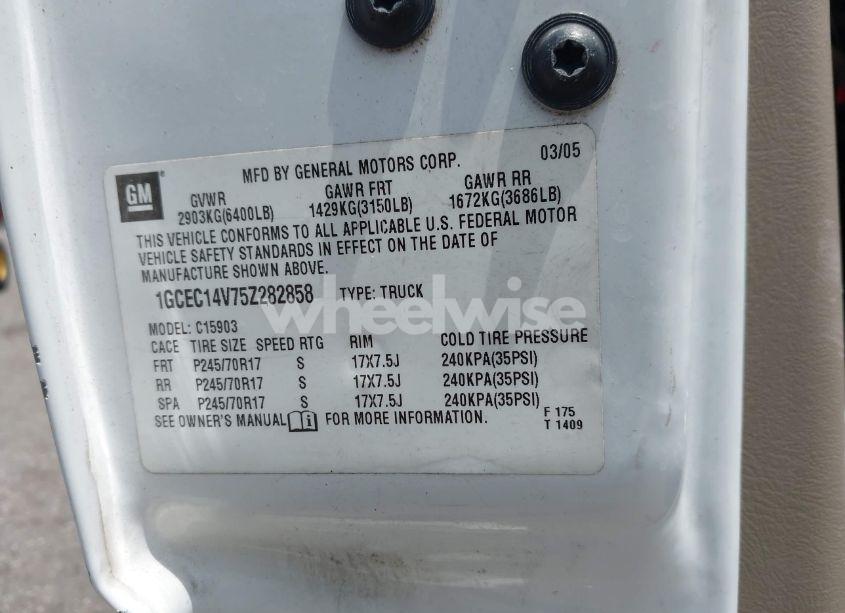 MFD BY GENERAL MOTORS CORP. 03/05
GM
GVWR GAWR FRT GAWR RR
2903KG(6400LB) 1429KG(3150LB) 1672KG(3686LB)
THIS VEHICLE CONFORMS TO ALL APPLICABLE U.S. FEDERAL MOTOR
VEHICLE SAFETY STANDARDS IN EFFECT ON THE DATE OF
MANUFACTURE SHOWN ABOVE.
1GCEC14V75Z282858 TYPE: TRUCK
wheelwise
MODEL: C15903
CACE TIRE SIZE SPEED RTG RIM COLD TIRE PRESSURE
FRT P245/70R17 S 17X7.5J 240KPA(35PSI)
RR P245/70R17 S 17X7.5J 240KPA(35PSI)
SPA P245/70R17 S 17X7.5J 240KPA(35PSI)
SEE OWNER'S MANUAL i FOR MORE INFORMATION.
F 175
T 1409